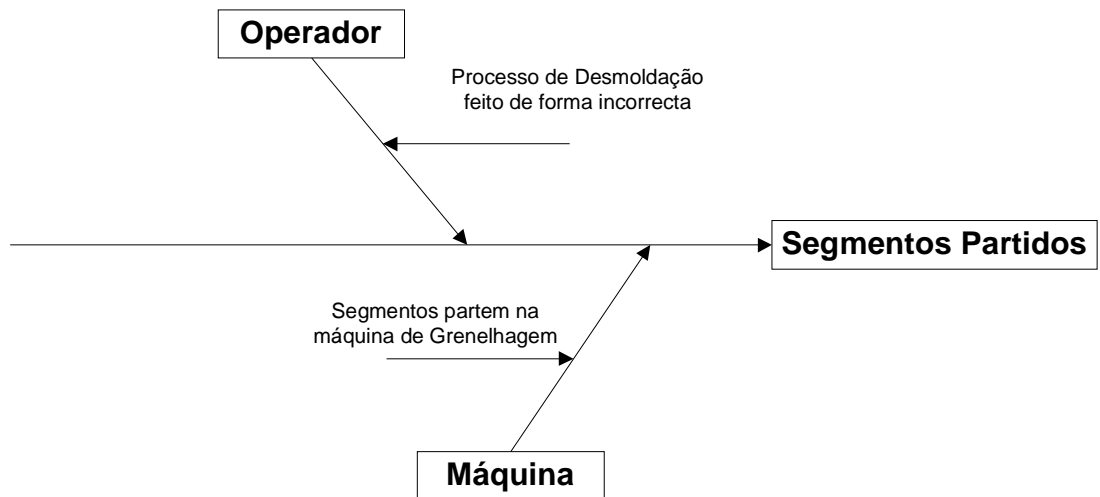 Operador
Processo de Desmoldação
feito de forma incorrecta
Segmentos Partidos
Segmentos partem na
máquina de Grenelhagem
Máquina